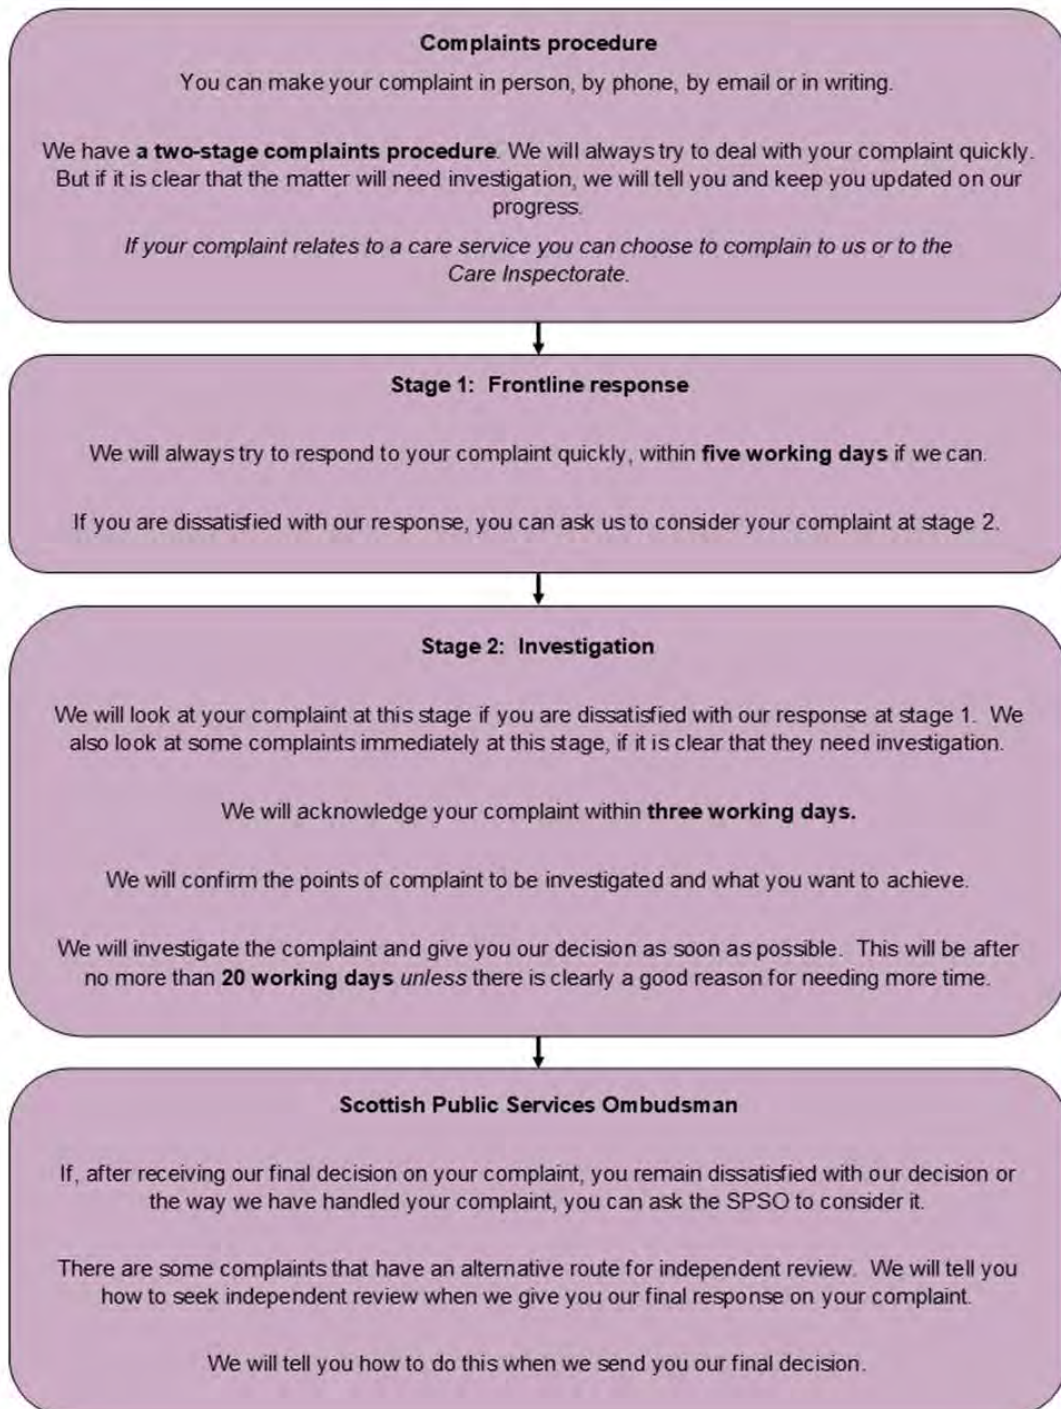 Complaints procedure
You can make your complaint in person, by phone, by email or in writing.
We have a two-stage complaints procedure. We will always try to deal with your complaint quickly.
But if it is clear that the matter will need investigation, we will tell you and keep you updated on our
progress.
If your complaint relates to a care service you can choose to complain to us or to the
Care Inspectorate.
Stage 1: Frontline response
We will always try to respond to your complaint quickly, within five working days if we can.
If you are dissatisfied with our response, you can ask us to consider your complaint at stage 2.
Stage 2: Investigation
We will look at your complaint at this stage if you are dissatisfied with our response at stage 1. We
also look at some complaints immediately at this stage, if it is clear that they need investigation.
We will acknowledge your complaint within three working days.
We will confirm the points of complaint to be investigated and what you want to achieve.
We will investigate the complaint and give you our decision as soon as possible. This will be after
no more than 20 working days unless there is clearly a good reason for needing more time.
Scottish Public Services Ombudsman
If, after receiving our final decision on your complaint, you remain dissatisfied with our decision or
the way we have handled your complaint, you can ask the SPSO to consider it.
There are some complaints that have an alternative route for independent review. We will tell you
how to seek independent review when we give you our final response on your complaint.
We will tell you how to do this when we send you our final decision.